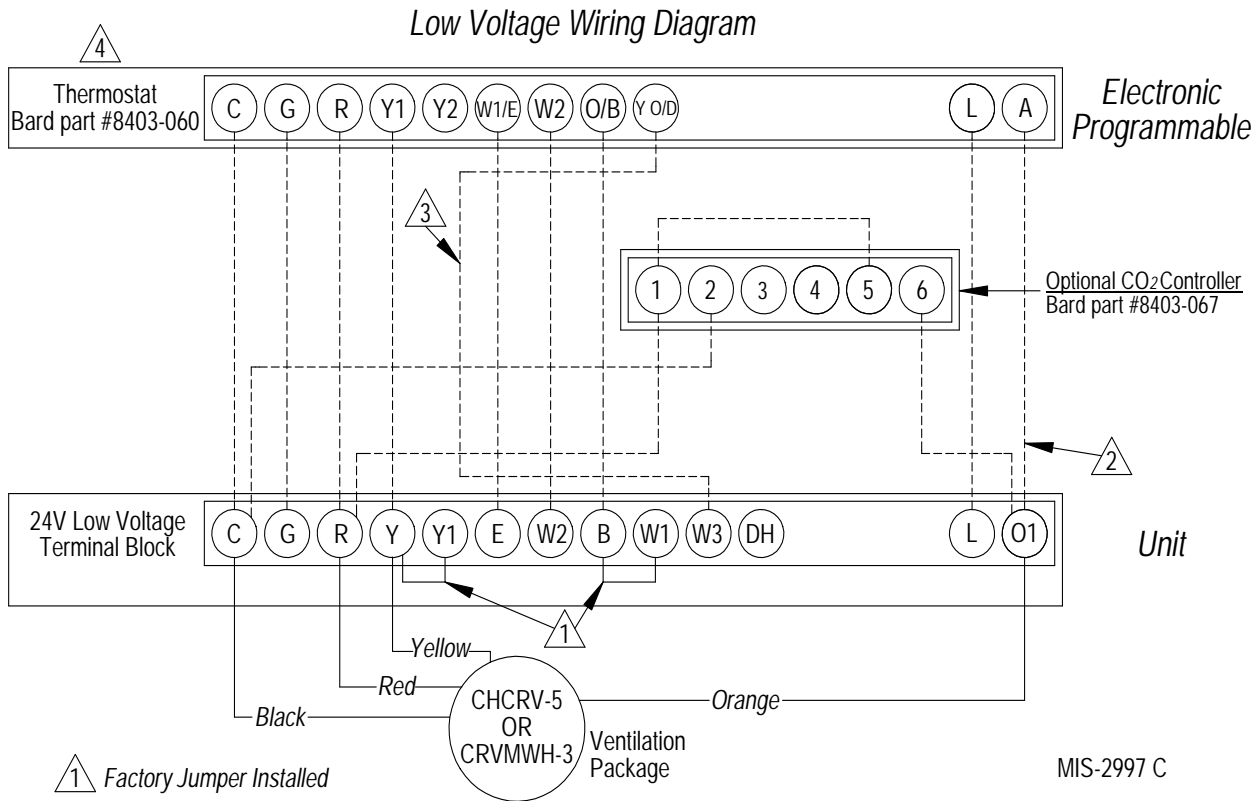 Low Voltage Wiring Diagram
4
Thermostat
Bard part #8403-060
C G R Y1 Y2 W1/E W2 O/B Y O/D L A
Electronic
Programmable
3
1 2 3 4 5 6
Optional CO2 Controller
Bard part #8403-067
2
24V Low Voltage
Terminal Block
C G R Y Y1 E W2 B W1 W3 DH L O1
Unit
1
Yellow
Red
Black
Orange
CHCRV-5
OR
CRVMWH-3
Ventilation
Package
1 Factory Jumper Installed
MIS-2997 C